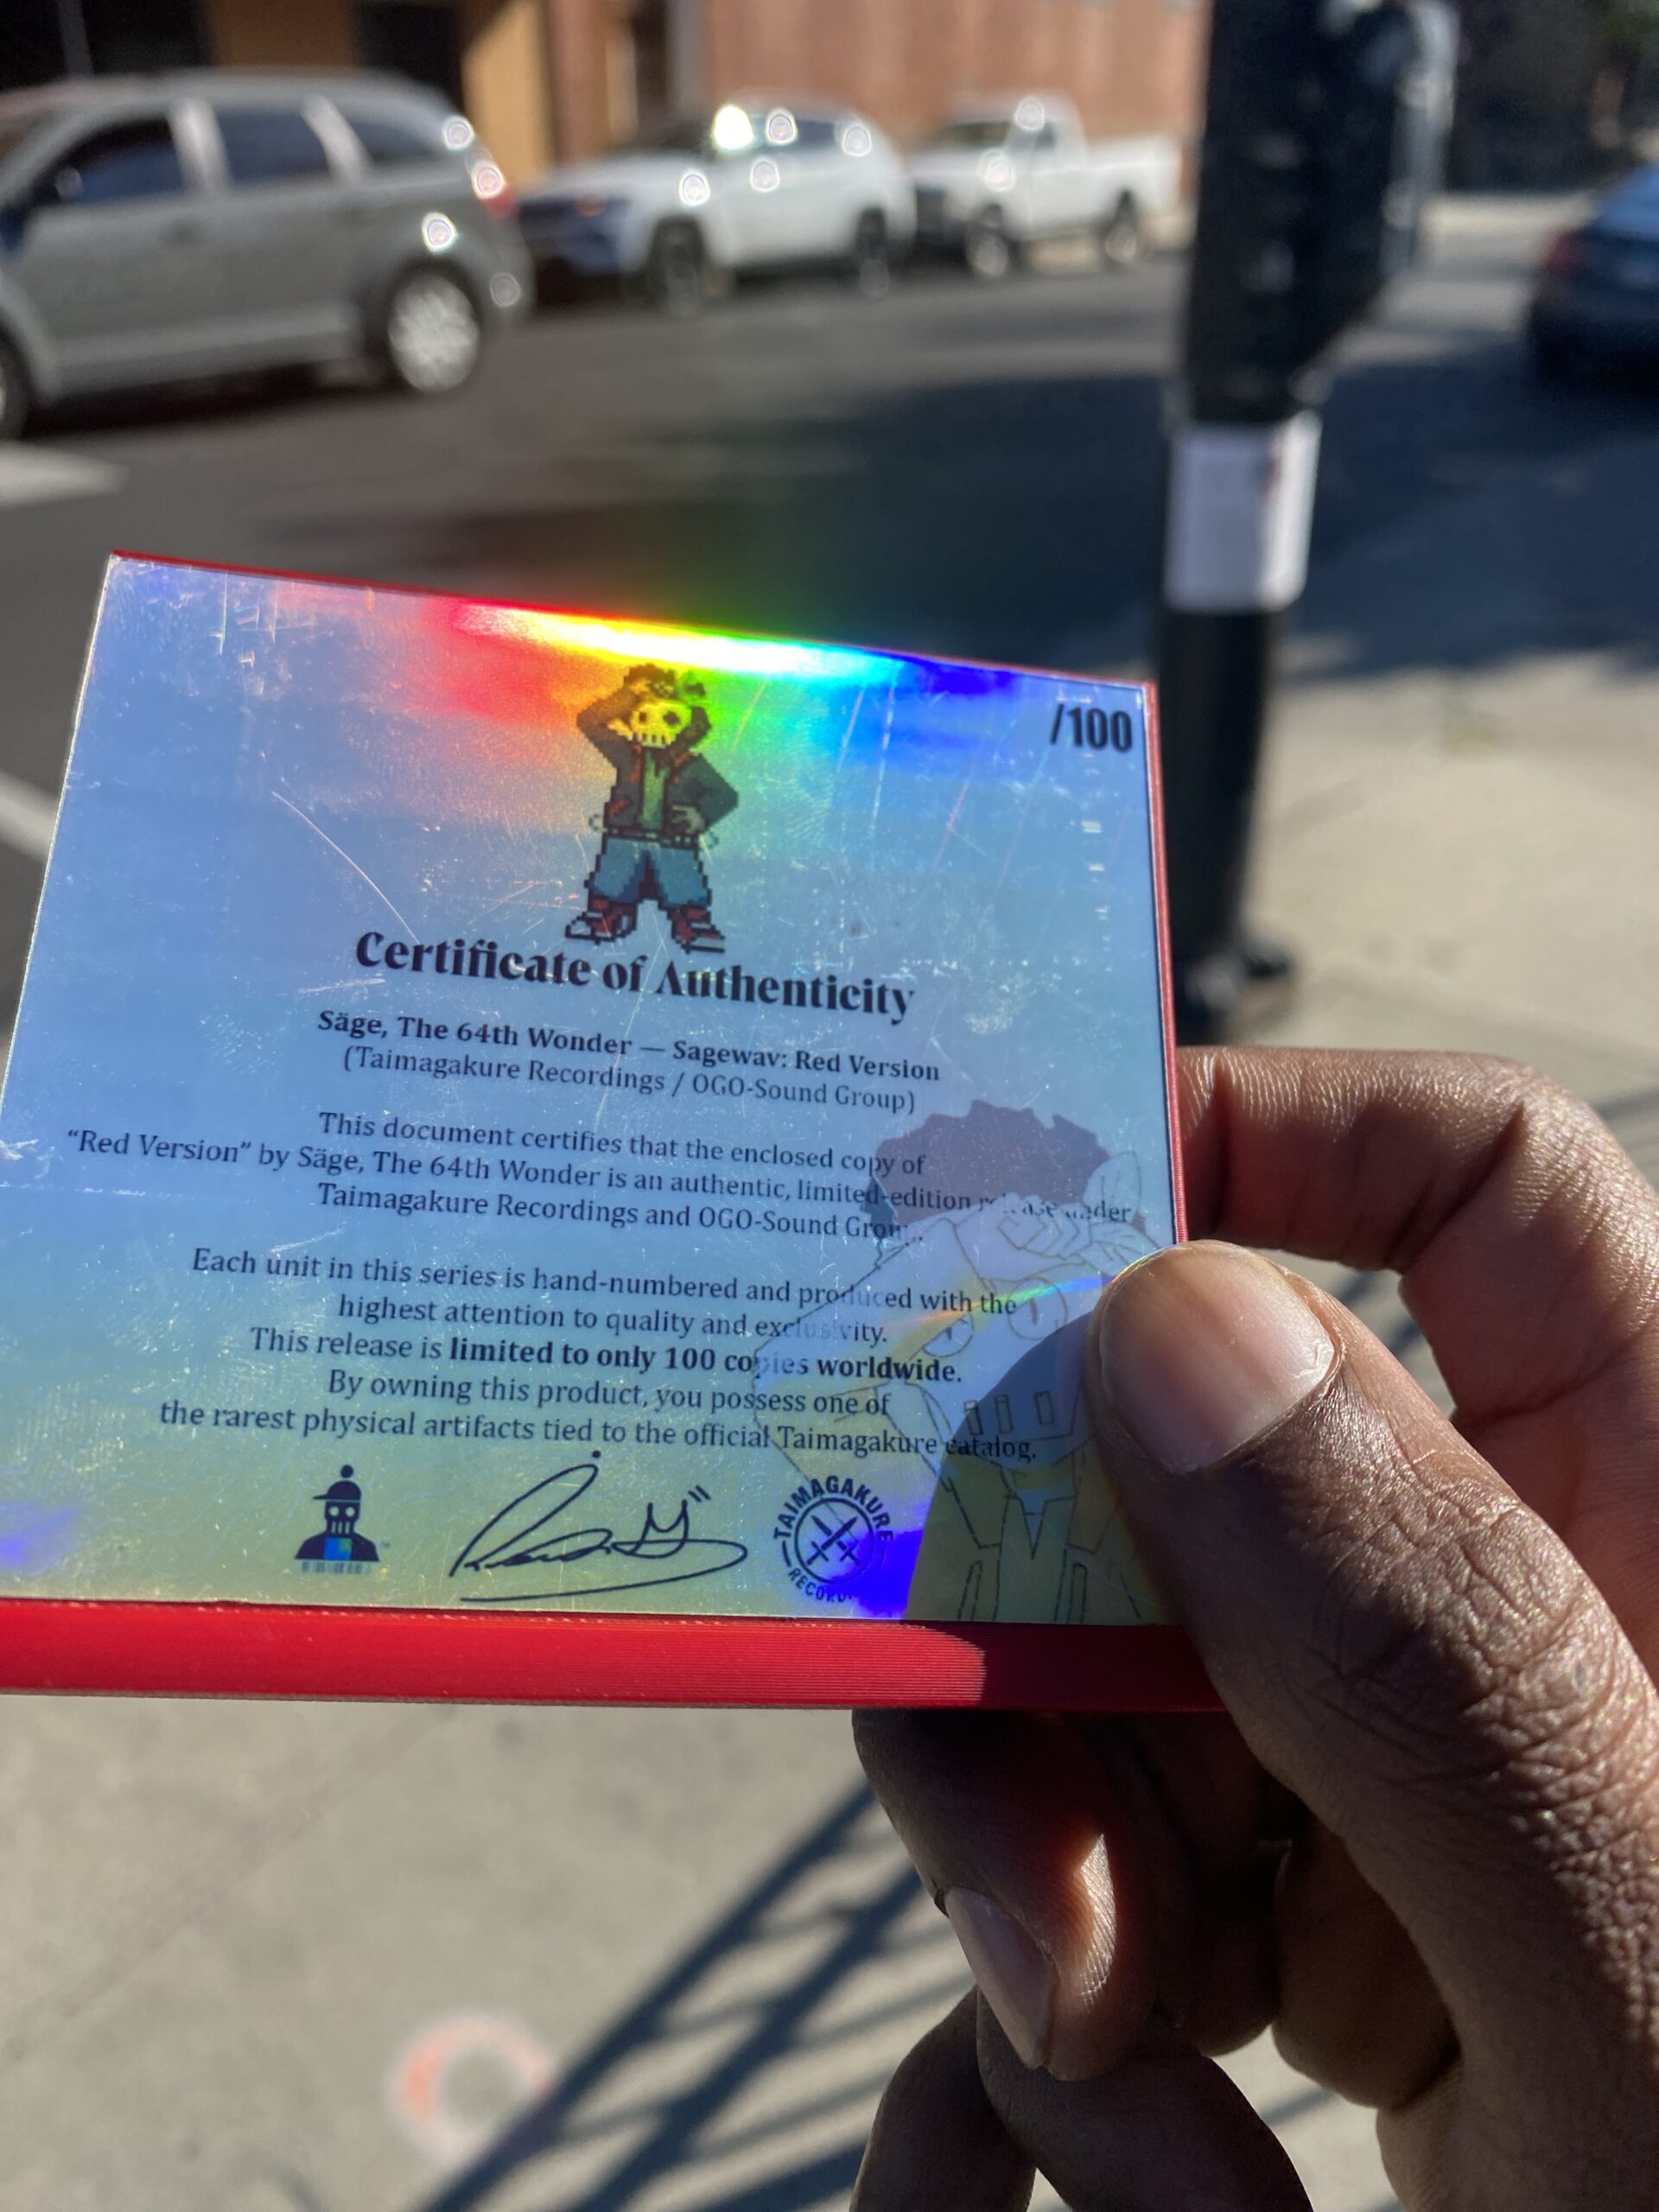 /100
Certificate of Authenticity
Säge, The 64th Wonder — Sagewav: Red Version
(Taimagakure Recordings / OGO-Sound Group)
This document certifies that the enclosed copy of
“Red Version” by Säge, The 64th Wonder is an authentic, limited-edition release under
Taimagakure Recordings and OGO-Sound Group.
Each unit in this series is hand-numbered and produced with the
highest attention to quality and exclusivity.
This release is limited to only 100 copies worldwide.
By owning this product, you possess one of
the rarest physical artifacts tied to the official Taimagakure catalog.
TAIMAGAKURE